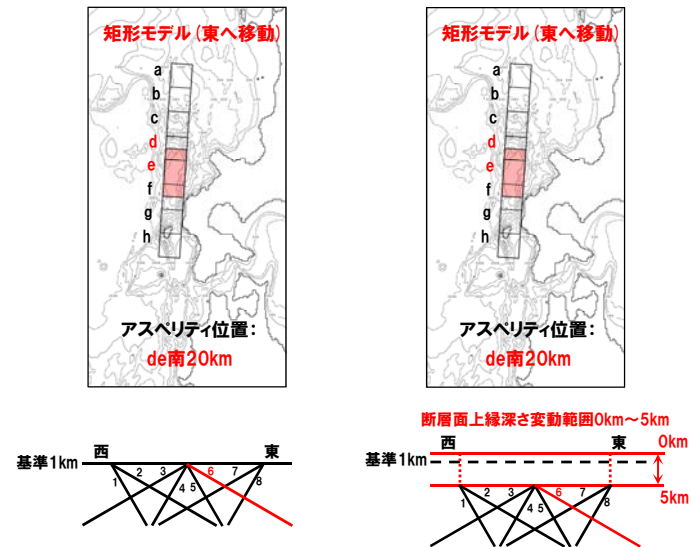 矩形モデル(東へ移動)
a
b
c
d
e
f
g
h
アスペリティ位置：
de南20km
矩形モデル(東へ移動)
a
b
c
d
e
f
g
h
アスペリティ位置：
de南20km
西
東
基準1km
1
2
3
4
5
6
7
8
断層面上縁深さ変動範囲0km～5km
西
東
0km
基準1km
5km
1
2
3
4
5
6
7
8